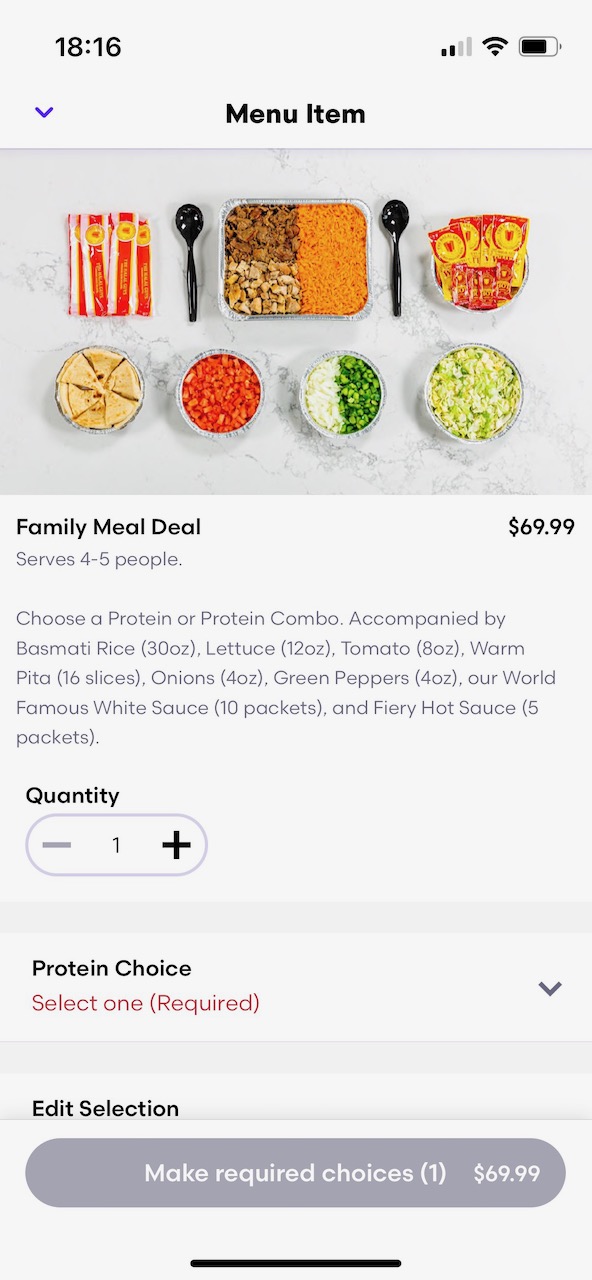 18:16
Menu Item
Family Meal Deal
$69.99
Serves 4-5 people.
Choose a Protein or Protein Combo. Accompanied by
Basmati Rice (30oz), Lettuce (12oz), Tomato (8oz), Warm
Pita (16 slices), Onions (4oz), Green Peppers (4oz), our World
Famous White Sauce (10 packets), and Fiery Hot Sauce (5
packets).
Quantity
1
Protein Choice
Select one (Required)
Edit Selection
Make required choices (1) $69.99